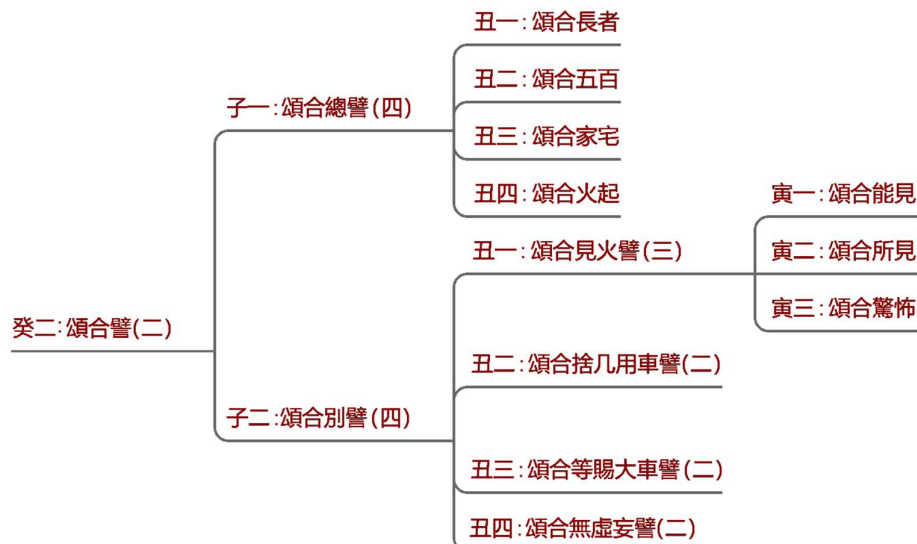 癸二:頌合譬(二)
子一:頌合總譬(四)
丑一:頌合長者
丑二:頌合五百
丑三:頌合家宅
丑四:頌合火起
子二:頌合別譬(四)
丑一:頌合見火譬(三)
寅一:頌合能見
寅二:頌合所見
寅三:頌合驚怖
丑二:頌合捨几用車譬(二)
丑三:頌合等賜大車譬(二)
丑四:頌合無虛妄譬(二)